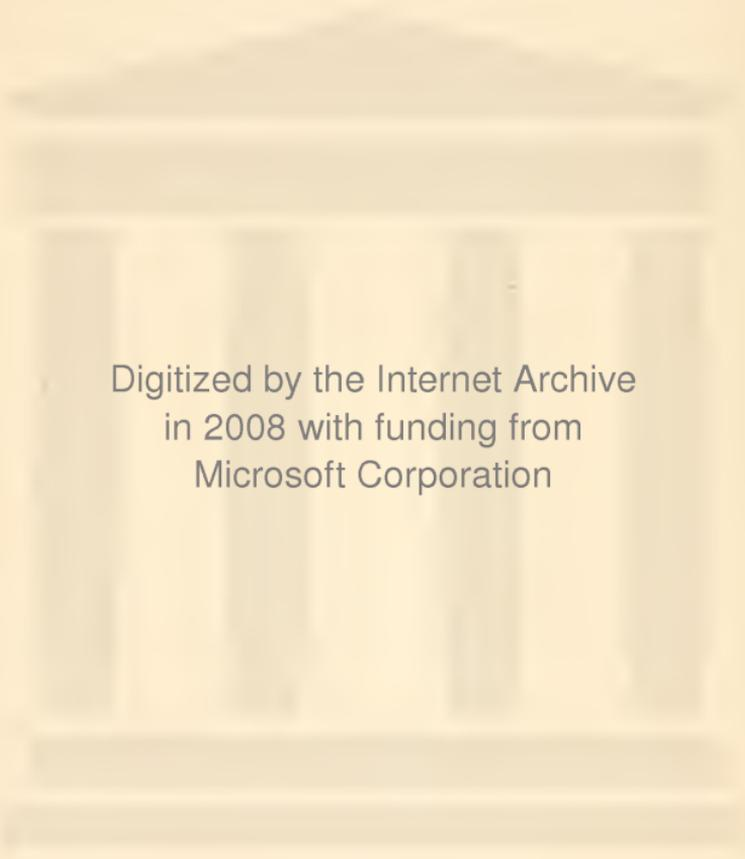 Digitized by the Internet Archive
in 2008 with funding from
Microsoft Corporation